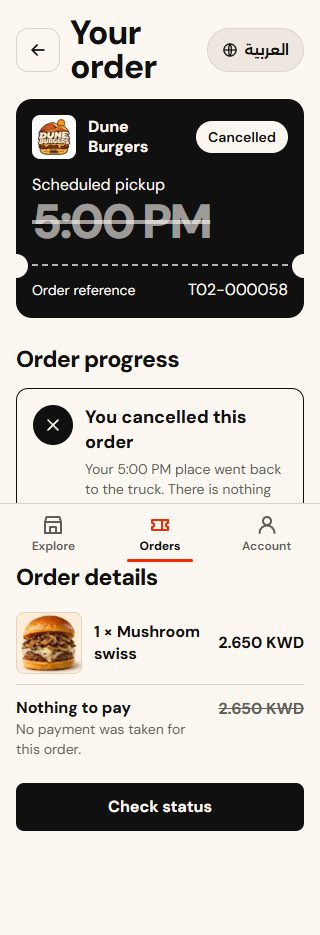 Your
order
العربية
DUNE
BURGERS
Dune
Burgers
Cancelled
Scheduled pickup
5:00 PM
Order reference
T02-000058
Order progress
You cancelled this
order
Your 5:00 PM place went back
to the truck. There is nothing
Explore
Orders
Account
Order details
1 × Mushroom
swiss
2.650 KWD
Nothing to pay
2.650 KWD
No payment was taken for
this order.
Check status